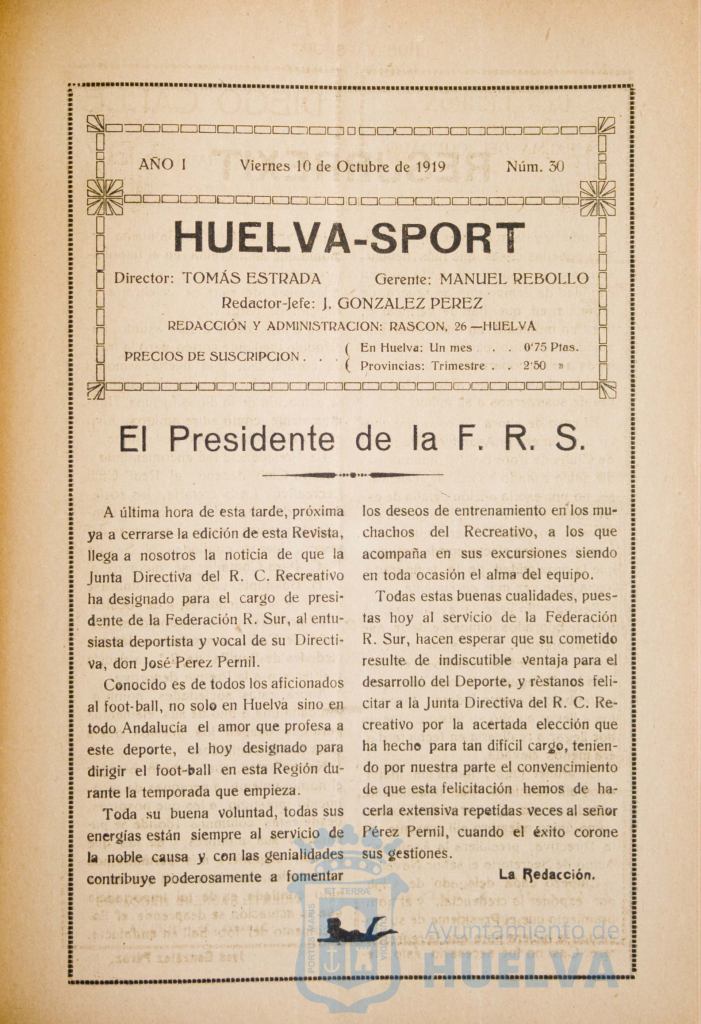 AÑO I Viernes 10 de Octubre de 1919 Núm. 30
HUELVA-SPORT
Director: TOMÁS ESTRADA Gerente: MANUEL REBOLLO
Redactor-Jefe: J. GONZALEZ PEREZ
REDACCIÓN Y ADMINISTRACION: RASCON, 26 —HUELVA
PRECIOS DE SUSCRIPCION . . .
( En Huelva: Un mes . . 0'75 Ptas.
( Provincias: Trimestre . . 2'50 »
El Presidente de la F. R. S.
A última hora de esta tarde, próxima
ya a cerrarse la edición de esta Revista,
llega a nosotros la noticia de que la
Junta Directiva del R. C. Recreativo
ha designado para el cargo de presi-
dente de la Federación R. Sur, al entu-
siasta deportista y vocal de su Directi-
va, don José Perez Pernil.
Conocido es de todos los aficionados
al foot-ball, no solo en Huelva sino en
todo Andalucía el amor que profesa a
este deporte, el hoy designado para
dirigir el foot-ball en esta Región du-
rante la temporada que empieza.
Toda su buena voluntad, todas sus
energías están siempre al servicio de
la noble causa y con las genialidades
contribuye poderosamente a fomentar
los deseos de entrenamiento en los mu-
chachos del Recreativo, a los que
acompaña en sus excursiones siendo
en toda ocasión el alma del equipo.
Todas estas buenas cualidades, pues-
tas hoy al servicio de la Federación
R. Sur, hacen esperar que su cometido
resulte de indiscutible ventaja para el
desarrollo del Deporte, y rèstanos feli-
citar a la Junta Directiva del R. C. Re-
creativo por la acertada elección que
ha hecho para tan difícil cargo, tenien-
do por nuestra parte el convencimiento
de que esta felicitación hemos de ha-
cerla extensiva repetidas veces al señor
Pérez Pernil, cuando el éxito corone
sus gestiones.
La Redacción.
ET TERRÆ
PORTUS MARIS
Ayuntamiento de
HUELVA